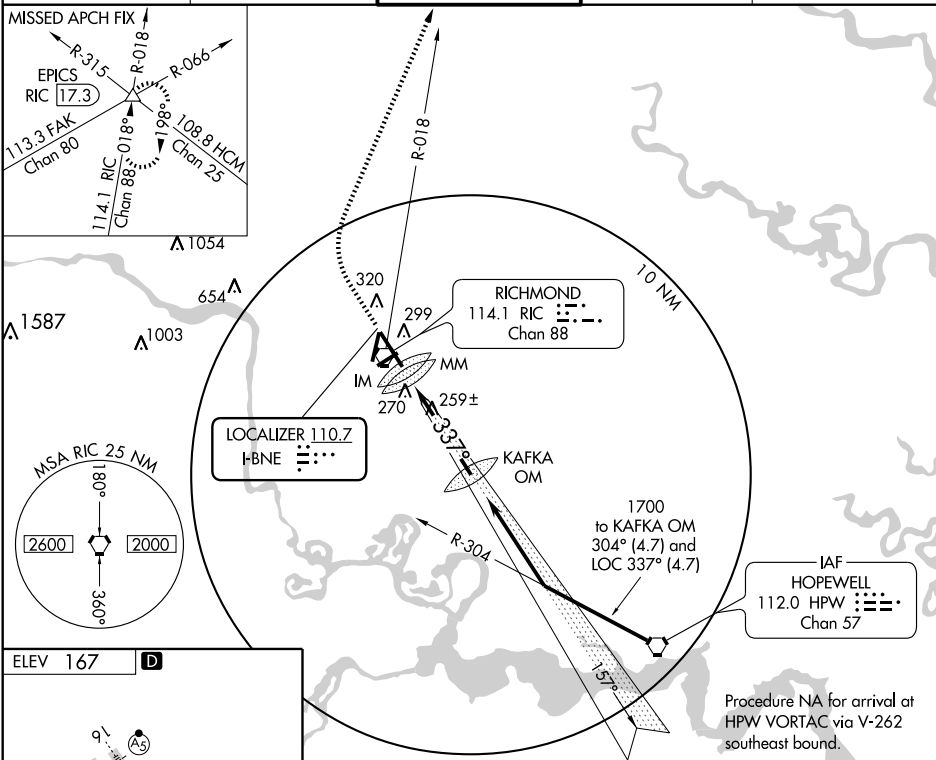 MISSED APCH FIX
R-315
R-018
R-066
EPICS
RIC 17.3
113.3 FAK
Chan 80
018°
198°
108.8 HCM
Chan 25
114.1 RIC
Chan 88
1054
654
1587
1003
320
299
R-018
10 NM
RICHMOND
114.1 RIC
Chan 88
IM
MM
270
259±
LOCALIZER 110.7
I-BNE
337°
KAFKA
OM
MSA RIC 25 NM
180°
2600
2000
360°
R-304
1700
to KAFKA OM
304° (4.7) and
LOC 337° (4.7)
IAF
HOPEWELL
112.0 HPW
Chan 57
157°
Procedure NA for arrival at
HPW VORTAC via V-262
southeast bound.
ELEV 167 D
16
A5